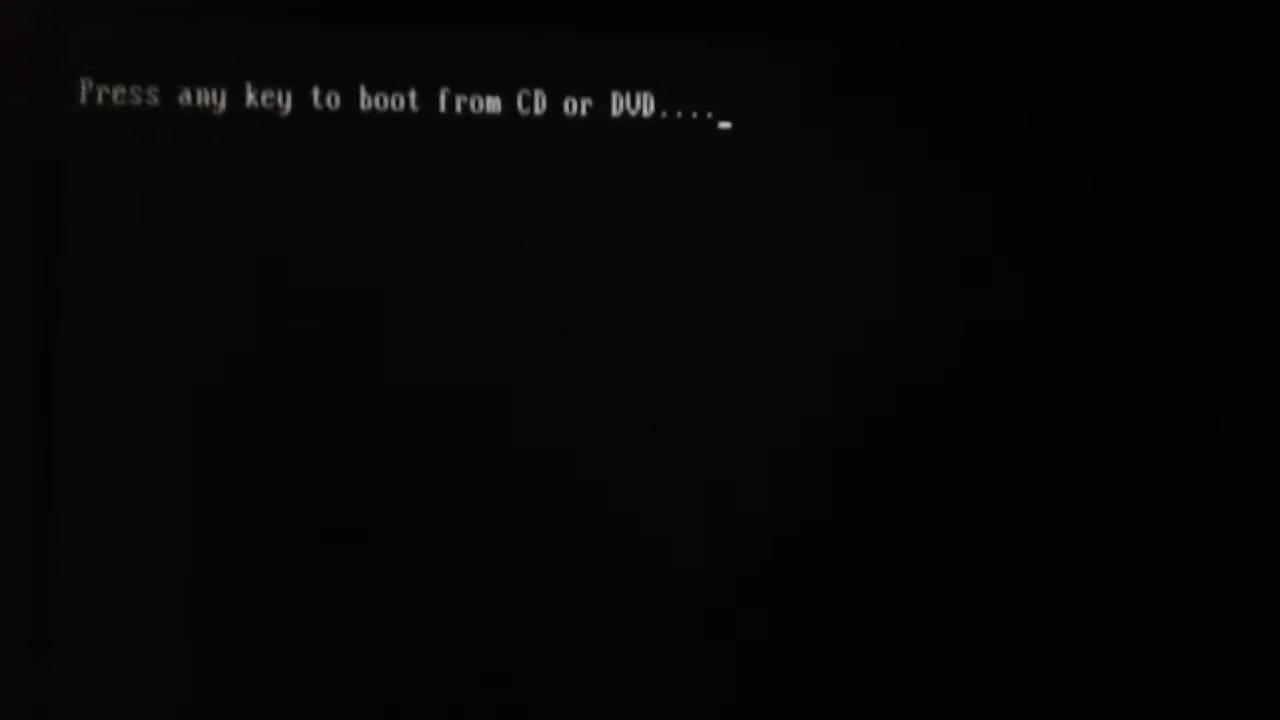 Press any key to boot from CD or DVD...._